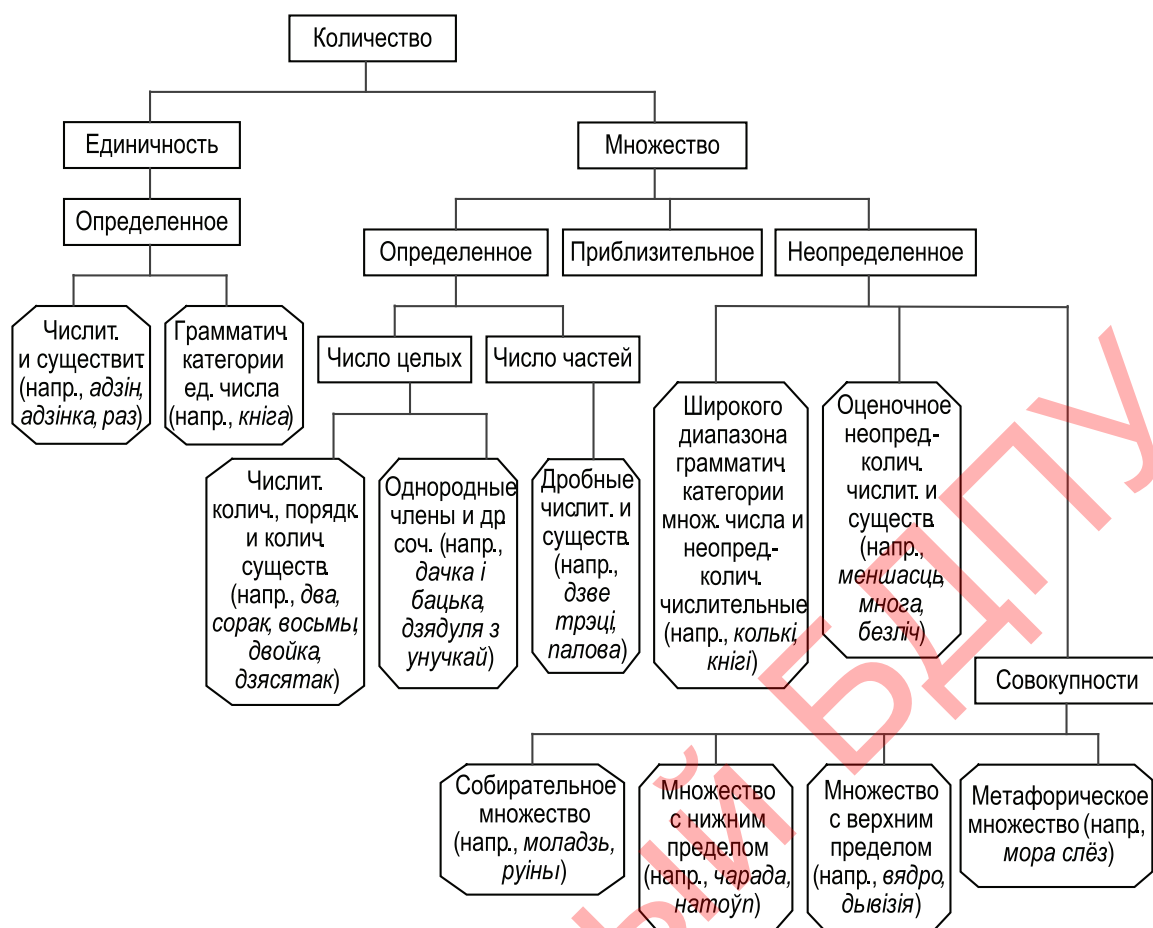 Количество
Единичность
Множество
Определенное
Определенное
Приблизительное
Неопределенное
Числит.
и существит.
(напр., адзін,
адзінка, раз)
Грамматич.
категории
ед. числа
(напр., кніга)
Число целых
Число частей
Числит.
колич., порядк.
и колич.
существ.
(напр., два,
сорак, восьмы,
двойка,
дзясятак)
Однородные
члены и др.
соч. (напр.,
дачка і
бацька,
дзядуля з
унучкай)
Дробные
числит. и
существ.
(напр.,
дзве
трэці,
палова)
Широкого
диапазона
грамматич.
категории
множ. числа и
неопред.-
колич.
числительные
(напр., колькі,
кнігі)
Оценочное
неопред.-
колич.
числит. и
существ.
(напр.,
меншасць,
многа,
безліч)
Совокупности
Собирательное
множество
(напр., моладзь,
руіны)
Множество
с нижним
пределом
(напр., чарада,
натоўп)
Множество
с верхним
пределом
(напр., вядро,
дывізія)
Метафорическое
множество (напр.,
мора слёз)
ЫЙ БДПУ